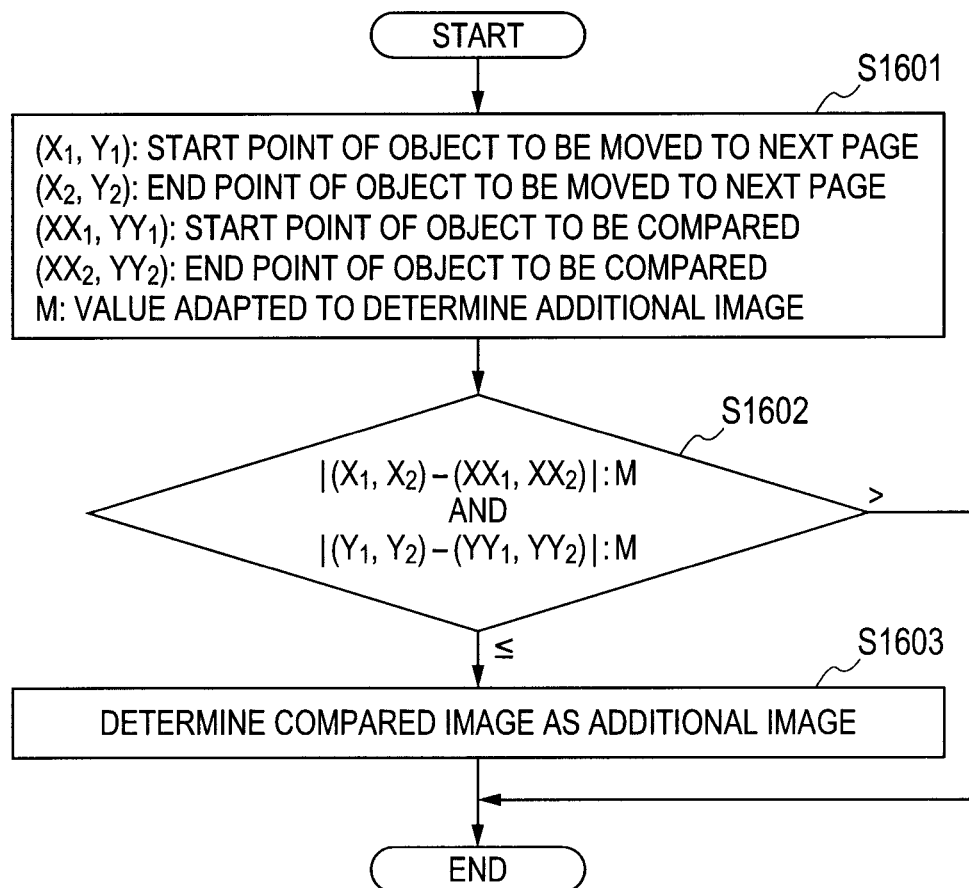 START
S1601
(X₁, Y₁): START POINT OF OBJECT TO BE MOVED TO NEXT PAGE
(X₂, Y₂): END POINT OF OBJECT TO BE MOVED TO NEXT PAGE
(XX₁, YY₁): START POINT OF OBJECT TO BE COMPARED
(XX₂, YY₂): END POINT OF OBJECT TO BE COMPARED
M: VALUE ADAPTED TO DETERMINE ADDITIONAL IMAGE
S1602
|(X₁, X₂)–(XX₁, XX₂)|:M
AND
|(Y₁, Y₂)–(YY₁, YY₂)|:M
>
≤
S1603
DETERMINE COMPARED IMAGE AS ADDITIONAL IMAGE
END